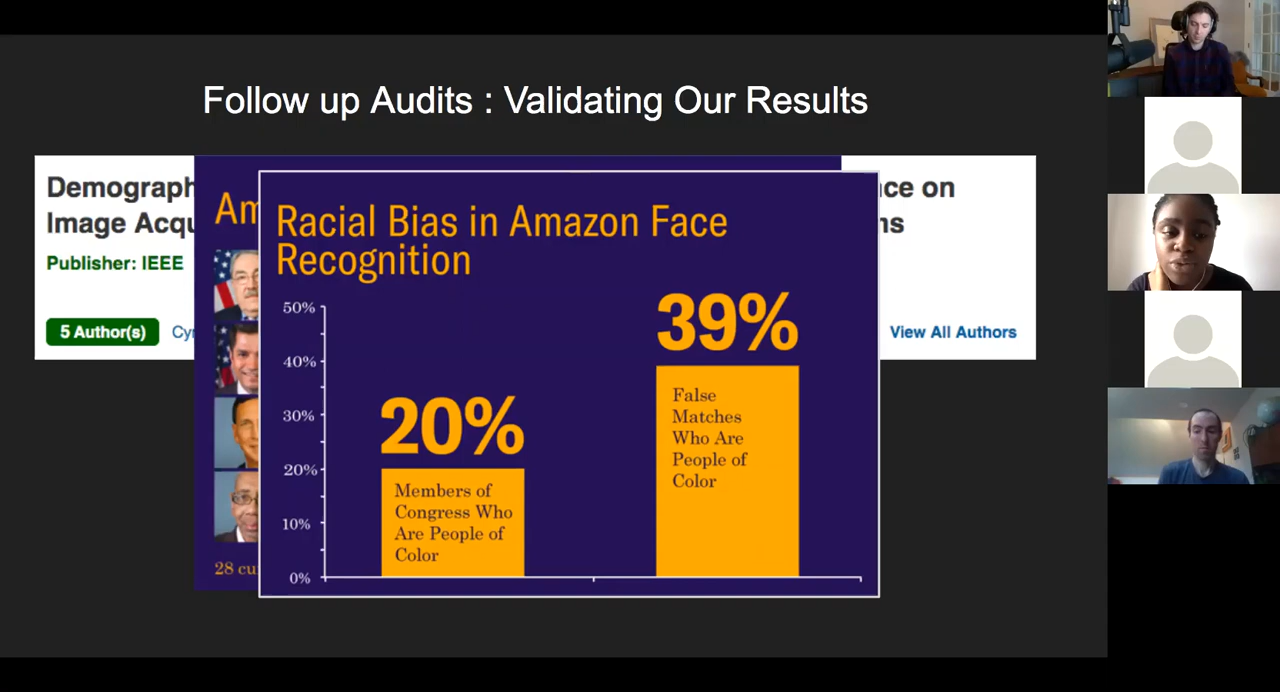 Follow up Audits : Validating Our Results
Demograph
Image Acqu
Publisher: IEEE
5 Author(s)
Cyr
Am
28 cu
nce on
ns
View All Authors
Racial Bias in Amazon Face
Recognition
50%
40%
30%
20%
10%
0%
20%
Members of
Congress Who
Are People of
Color
39%
False
Matches
Who Are
People of
Color